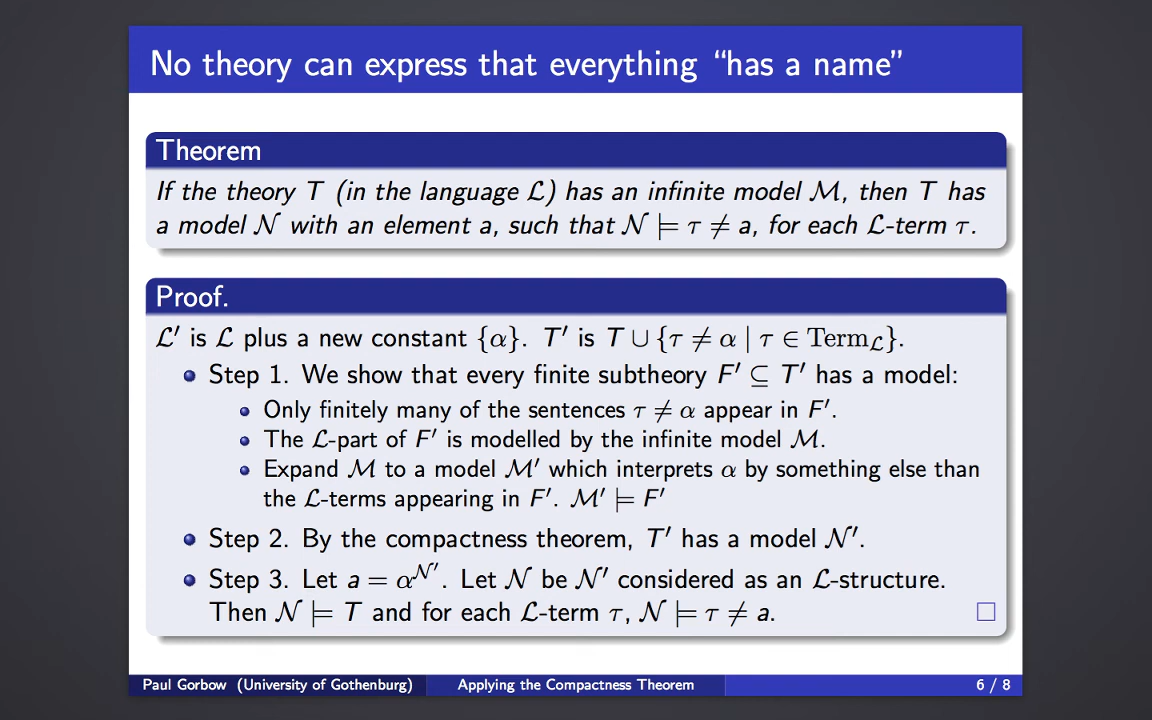 No theory can express that everything “has a name”
Theorem
If the theory T (in the language ℒ) has an infinite model ℳ, then T has
a model 𝒩 with an element a, such that 𝒩 ⊨ τ ≠ a, for each ℒ-term τ.
Proof.
ℒ′ is ℒ plus a new constant {α}. T′ is T ∪ {τ ≠ α | τ ∈ Term_ℒ}.
Step 1. We show that every finite subtheory F′ ⊆ T′ has a model:
Only finitely many of the sentences τ ≠ α appear in F′.
The ℒ-part of F′ is modelled by the infinite model ℳ.
Expand ℳ to a model ℳ′ which interprets α by something else than
the ℒ-terms appearing in F′. ℳ′ ⊨ F′
Step 2. By the compactness theorem, T′ has a model 𝒩′.
Step 3. Let a = α^𝒩′. Let 𝒩 be 𝒩′ considered as an ℒ-structure.
Then 𝒩 ⊨ T and for each ℒ-term τ, 𝒩 ⊨ τ ≠ a. □
Paul Gorbow (University of Gothenburg) Applying the Compactness Theorem 6 / 8